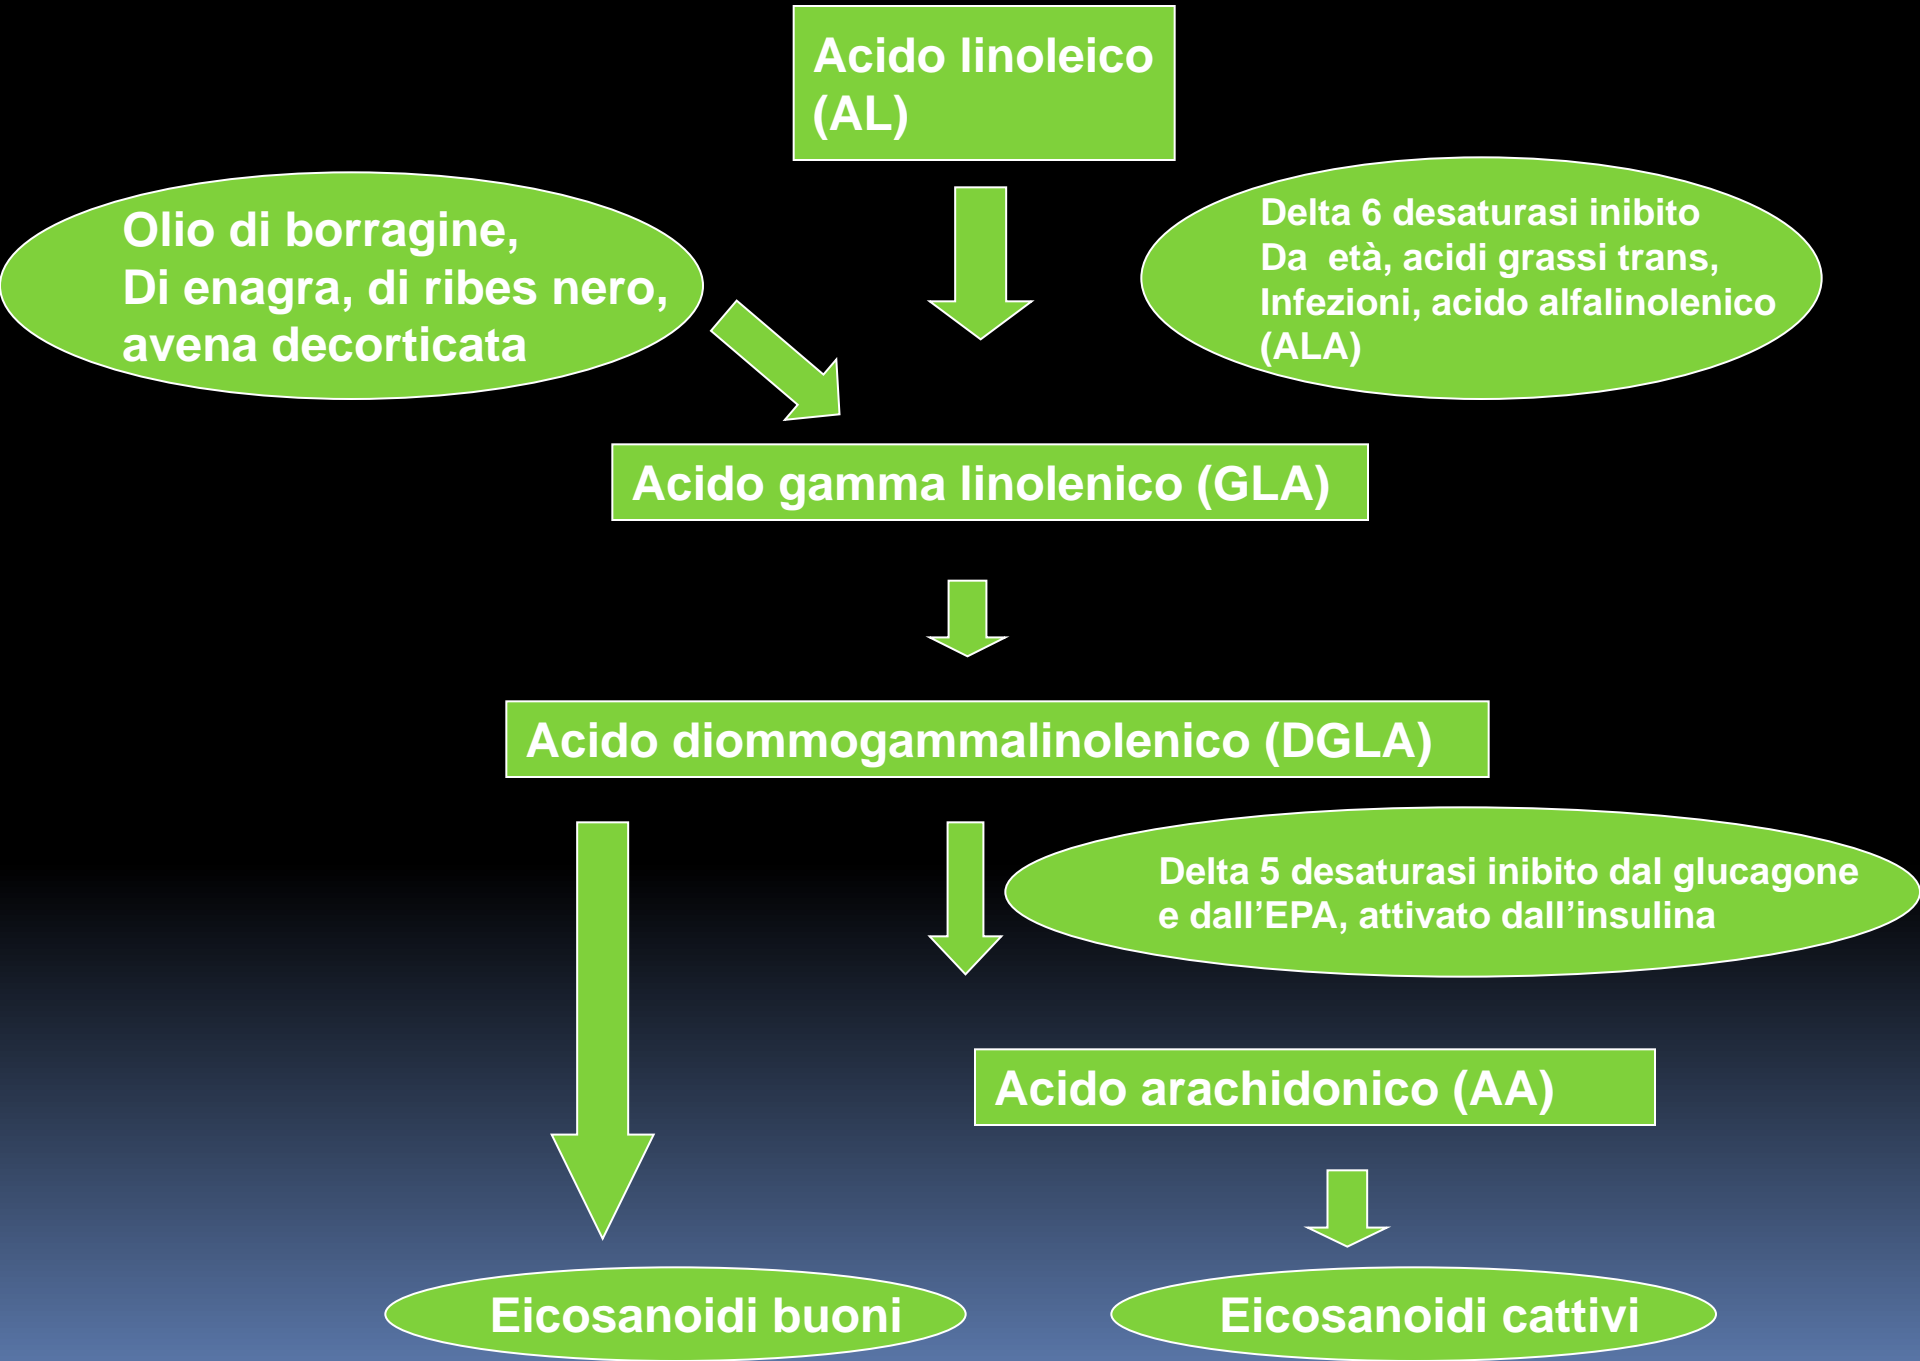 Acido linoleico
(AL)
Olio di borragine,
Di enagra, di ribes nero,
avena decorticata
Delta 6 desaturasi inibito
Da età, acidi grassi trans,
Infezioni, acido alfalinolenico
(ALA)
Acido gamma linolenico (GLA)
Acido diommogammalinolenico (DGLA)
Delta 5 desaturasi inibito dal glucagone
e dall’EPA, attivato dall’insulina
Acido arachidonico (AA)
Eicosanoidi buoni
Eicosanoidi cattivi